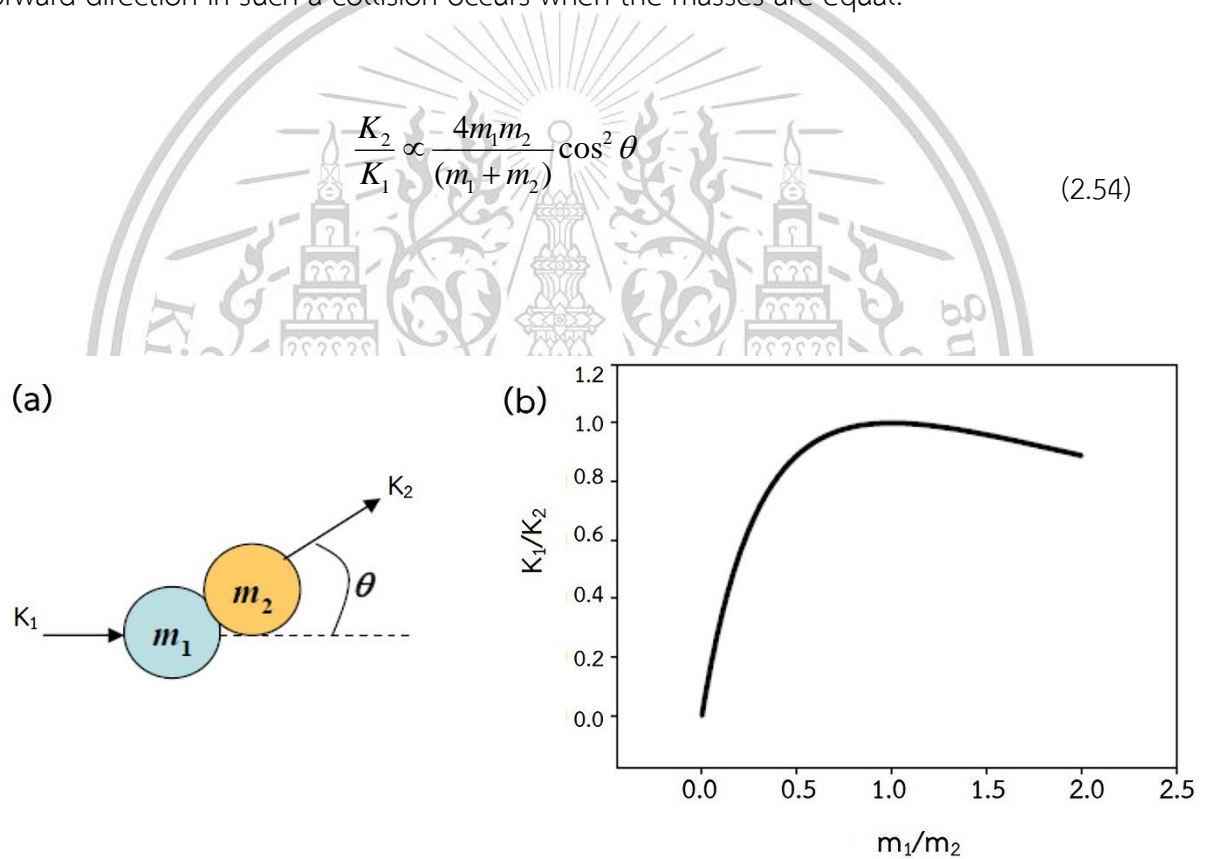 orward direction in such a collision occurs when the masses are equal.
K₂/K₁ ∝ 4m₁m₂/(m₁ + m₂) cos² θ
(2.54)
(a)
K₁
m₁
m₂
K₂
θ
(b)
K₁/K₂
1.2
1.0
0.8
0.6
0.4
0.2
0.0
0.0 0.5 1.0 1.5 2.0 2.5
m₁/m₂